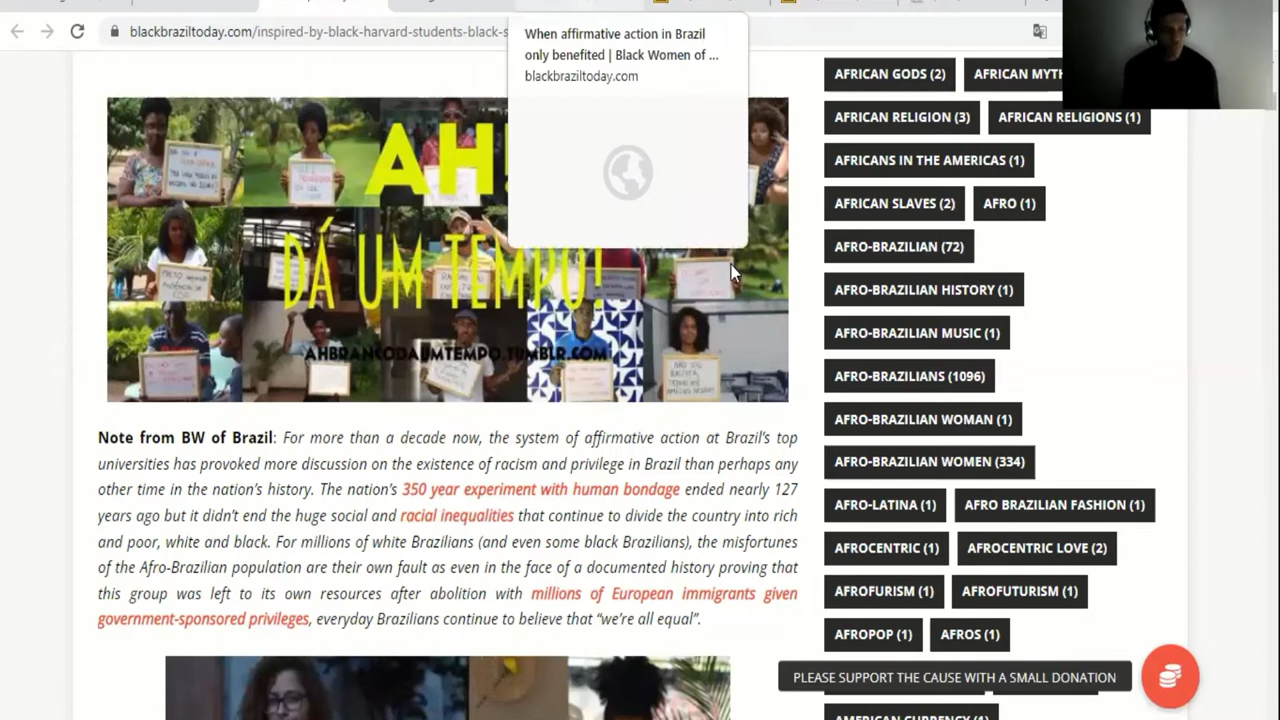 blackbraziltoday.com/inspired-by-black-harvard-students-black-s
When affirmative action in Brazil
only benefited | Black Women of ...
blackbraziltoday.com
AH!
DÁ UM TEMPO!
AHBRANCODAUMTEMPO.TUMBLR.COM
Note from BW of Brazil: For more than a decade now, the system of affirmative action at Brazil's top
universities has provoked more discussion on the existence of racism and privilege in Brazil than perhaps any
other time in the nation's history. The nation's 350 year experiment with human bondage ended nearly 127
years ago but it didn't end the huge social and racial inequalities that continue to divide the country into rich
and poor, white and black. For millions of white Brazilians (and even some black Brazilians), the misfortunes
of the Afro-Brazilian population are their own fault as even in the face of a documented history proving that
this group was left to its own resources after abolition with millions of European immigrants given
government-sponsored privileges, everyday Brazilians continue to believe that "we're all equal".
AFRICAN GODS (2)
AFRICAN MYTH
AFRICAN RELIGION (3)
AFRICAN RELIGIONS (1)
AFRICANS IN THE AMERICAS (1)
AFRICAN SLAVES (2)
AFRO (1)
AFRO-BRAZILIAN (72)
AFRO-BRAZILIAN HISTORY (1)
AFRO-BRAZILIAN MUSIC (1)
AFRO-BRAZILIANS (1096)
AFRO-BRAZILIAN WOMAN (1)
AFRO-BRAZILIAN WOMEN (334)
AFRO-LATINA (1)
AFRO BRAZILIAN FASHION (1)
AFROCENTRIC (1)
AFROCENTRIC LOVE (2)
AFROFURISM (1)
AFROFUTURISM (1)
AFROPOP (1)
AFROS (1)
PLEASE SUPPORT THE CAUSE WITH A SMALL DONATION
AMERICAN CURRENCY (1)